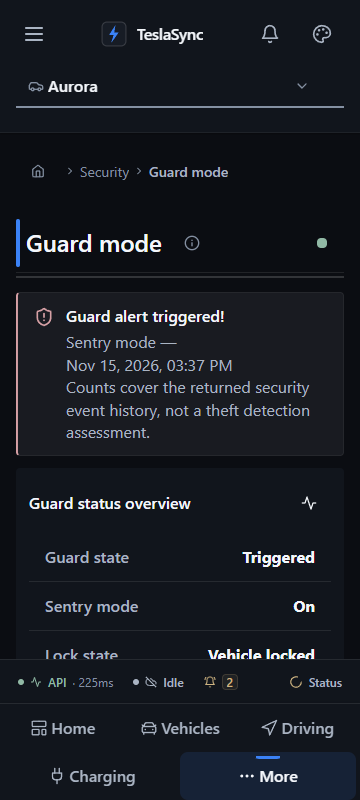 TeslaSync
Aurora
Security
Guard mode
Guard mode
Guard alert triggered!
Sentry mode —
Nov 15, 2026, 03:37 PM
Counts cover the returned security
event history, not a theft detection
assessment.
Guard status overview
Guard state Triggered
Sentry mode On
Lock state Vehicle locked
API · 225ms Idle 2 Status
Home Vehicles Driving
Charging More